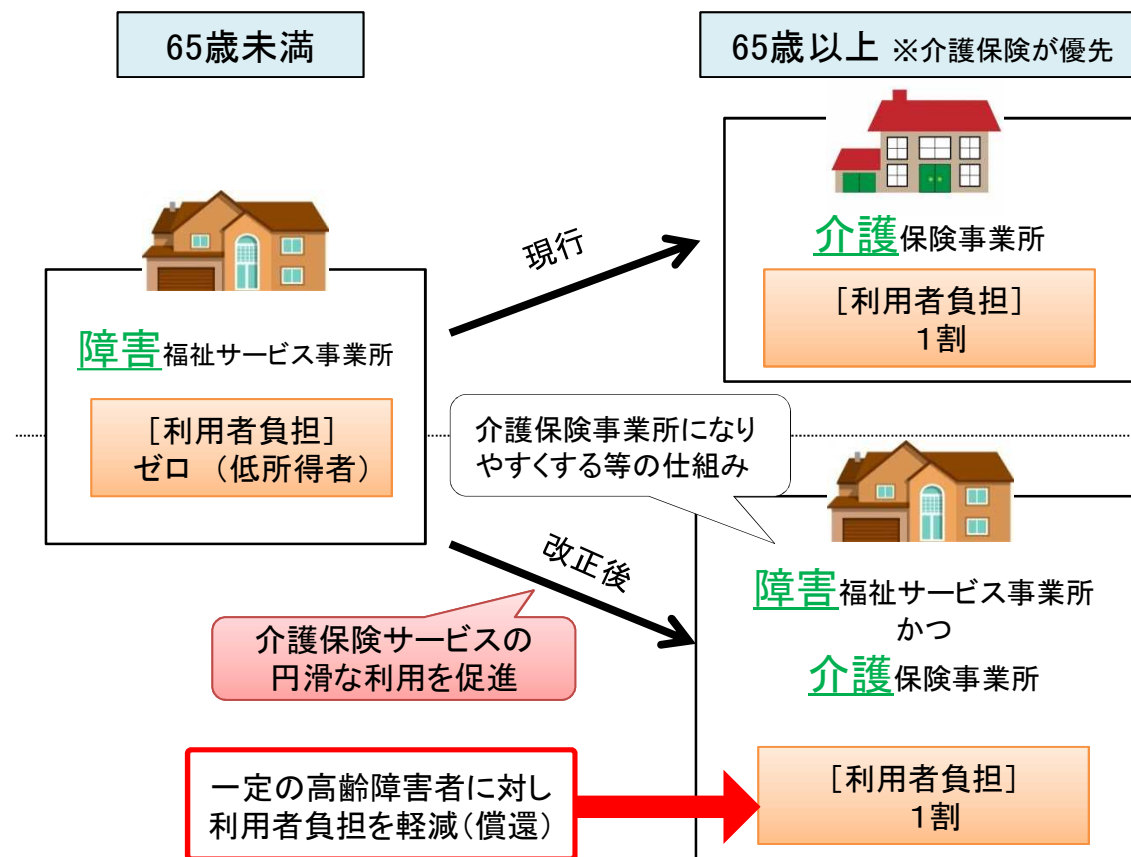 65歳未満
65歳以上 ※介護保険が優先
現行
介護保険事業所
[利用者負担]
1割
障害福祉サービス事業所
[利用者負担]
ゼロ (低所得者)
介護保険事業所になり
やすくする等の仕組み
改正後
介護保険サービスの
円滑な利用を促進
障害福祉サービス事業所
かつ
介護保険事業所
一定の高齢障害者に対し
利用者負担を軽減(償還)
[利用者負担]
1割